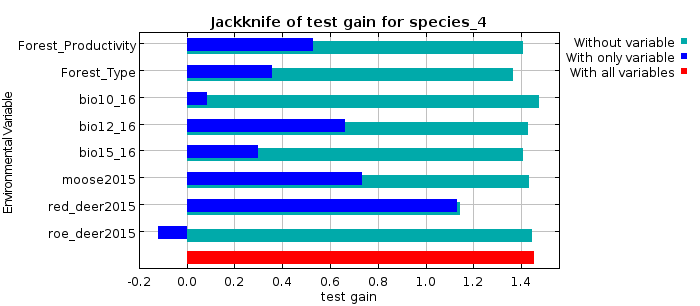 Jackknife of test gain for species_4
Environmental Variable
Forest_Productivity
Forest_Type
bio10_16
bio12_16
bio15_16
moose2015
red_deer2015
roe_deer2015
-0.2 0.0 0.2 0.4 0.6 0.8 1.0 1.2 1.4
test gain
Without variable
With only variable
With all variables